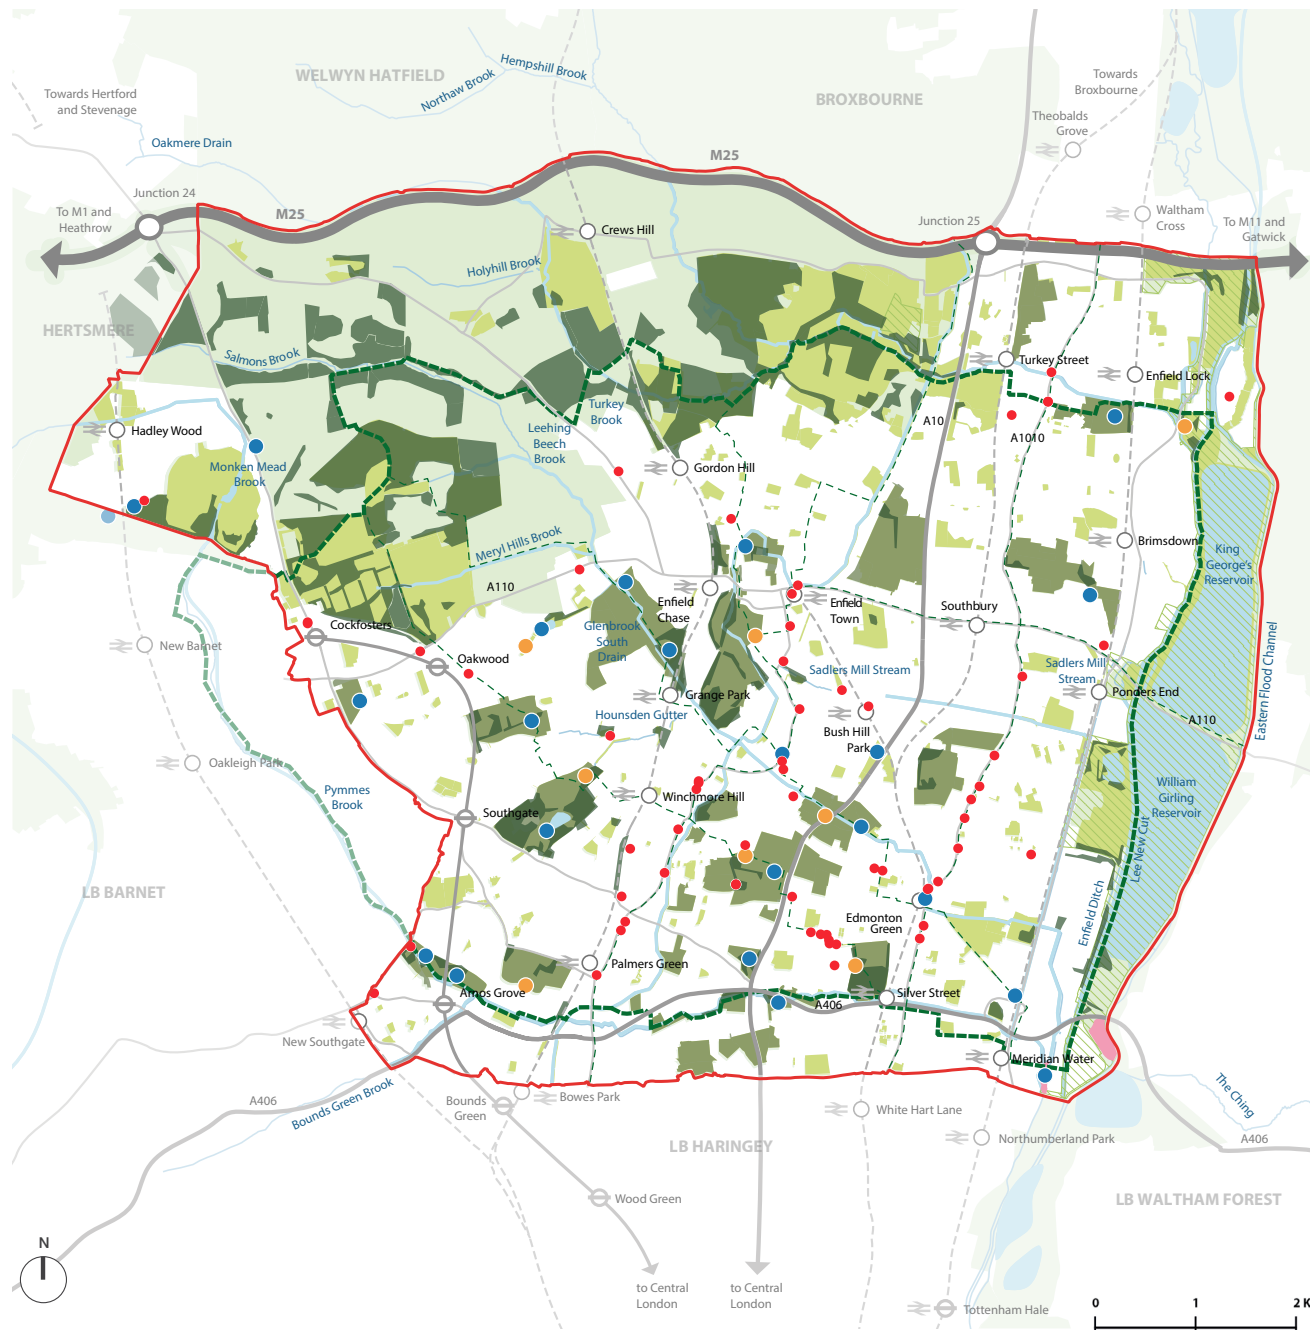 WELWYN HATFIELD
Hempshill Brook
Northaw Brook
Towards Hertford
and Stevenage
BROXBOURNE
Towards
Broxbourne
Theobalds
Grove
Oakmere Drain
M25
Junction 24
To M1 and
Heathrow
M25
Junction 25
Waltham
Cross
To M11 and
Gatwick
Crews Hill
Holyhill Brook
HERTSMERE
Salmons Brook
Turkey Street
Enfield Lock
Turkey
Brook
Leehing
Beech
Brook
A10
A1010
Hadley Wood
Monken Mead
Brook
Gordon Hill
Meryl Hills Brook
Brimsdown
King
George's
Reservoir
A110
Enfield
Chase
Enfield
Town
Southbury
Cockfosters
Glenbrook
South
Drain
New Barnet
Oakwood
Sadlers Mill Stream
Sadlers Mill
Stream
Eastern Flood Channel
Grange Park
Ponders End
Hounsden Gutter
A110
Bush Hill
Park
Oakleigh Park
Pymmes
Brook
Winchmore Hill
William
Girling
Reservoir
Southgate
Lee New Cut
LB BARNET
Enfield Ditch
Edmonton
Green
Palmers Green
Amos Grove
Silver Street
A406
New Southgate
Meridian Water
A406
Bounds Green Brook
Bounds
Green
Bowes Park
White Hart Lane
The Ching
Northumberland Park
A406
LB HARINGEY
LB WALTHAM FOREST
Wood Green
N
to Central
London
to Central
London
Tottenham Hale
0 1 2 K